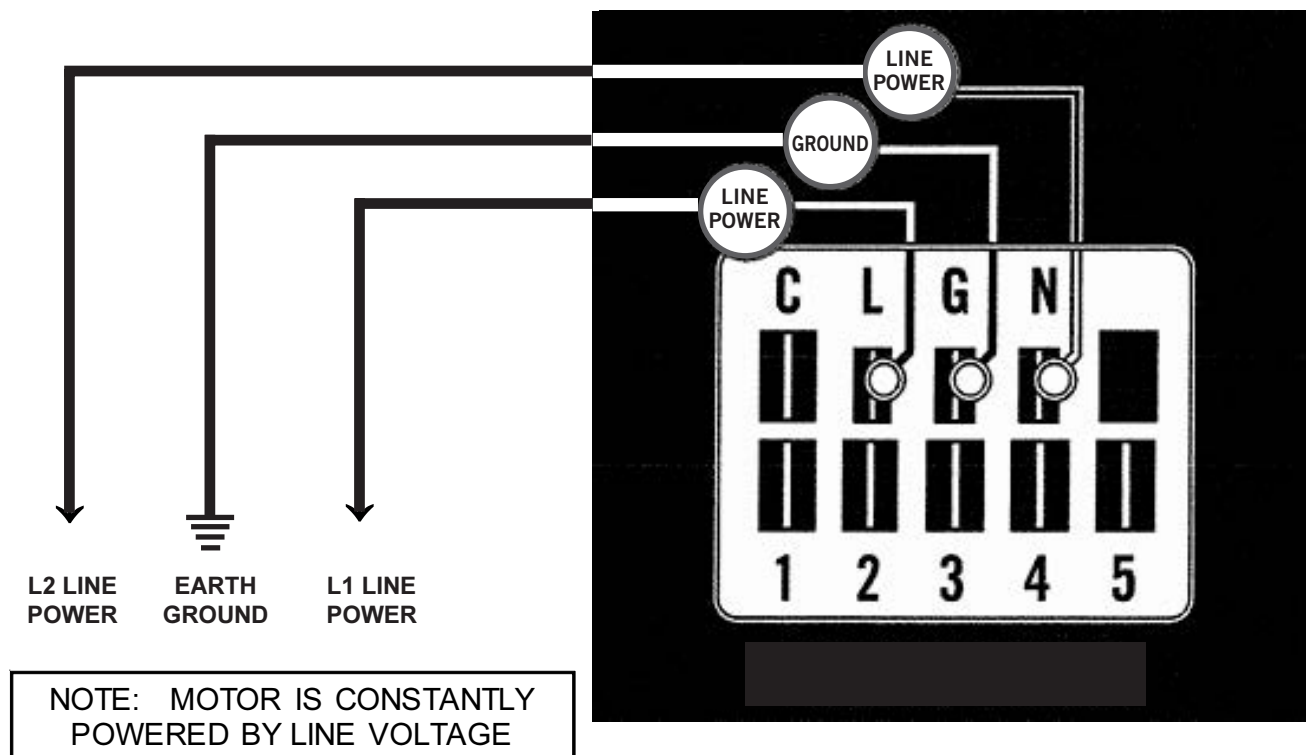 LINE
POWER
GROUND
LINE
POWER
C L G N
1 2 3 4 5
L2 LINE
POWER
EARTH
GROUND
L1 LINE
POWER
NOTE: MOTOR IS CONSTANTLY
POWERED BY LINE VOLTAGE